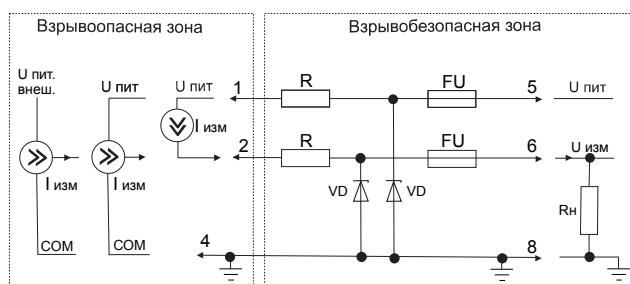 Взрывоопасная зона
Взрывобезопасная зона
U пит.
внеш.
U пит
U пит
1
R
FU
5
U пит
I изм
2
R
FU
6
U изм
I изм
I изм
VD
VD
Rн
COM
COM
4
8